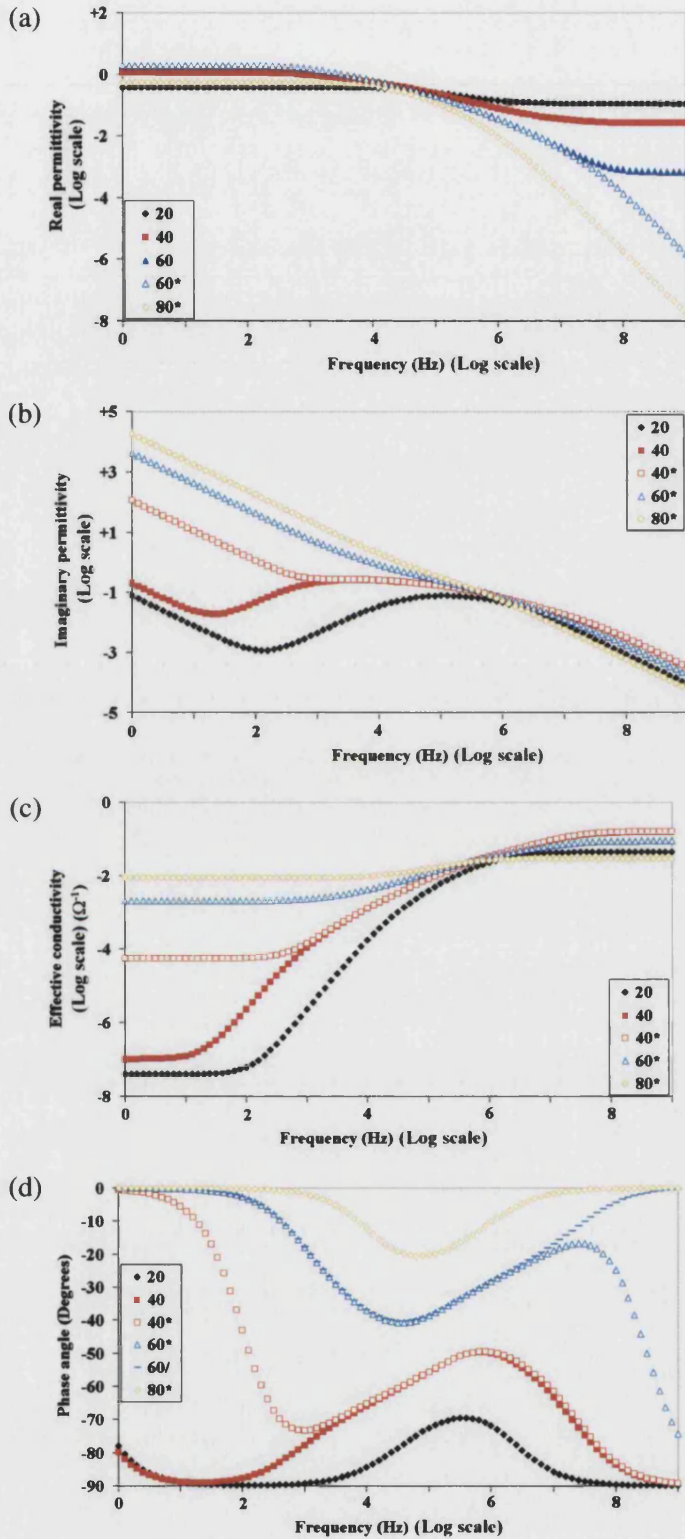 (a)
+2
0
-2
-4
-6
-8
Real permittivity
(Log scale)
20
40
60
60*
80*
0 2 4 6 8
Frequency (Hz) (Log scale)
(b)
+5
+3
+1
-1
-3
-5
Imaginary permittivity
(Log scale)
20
40
40*
60*
80*
0 2 4 6 8
Frequency (Hz) (Log scale)
(c)
0
-2
-4
-6
-8
Effective conductivity
(Log scale) (Ω⁻¹)
20
40
40*
60*
80*
0 2 4 6 8
Frequency (Hz) (Log scale)
(d)
0
-10
-20
-30
-40
-50
-60
-70
-80
-90
Phase angle (Degrees)
20
40
40*
60*
60/
80*
0 2 4 6 8
Frequency (Hz) (Log scale)